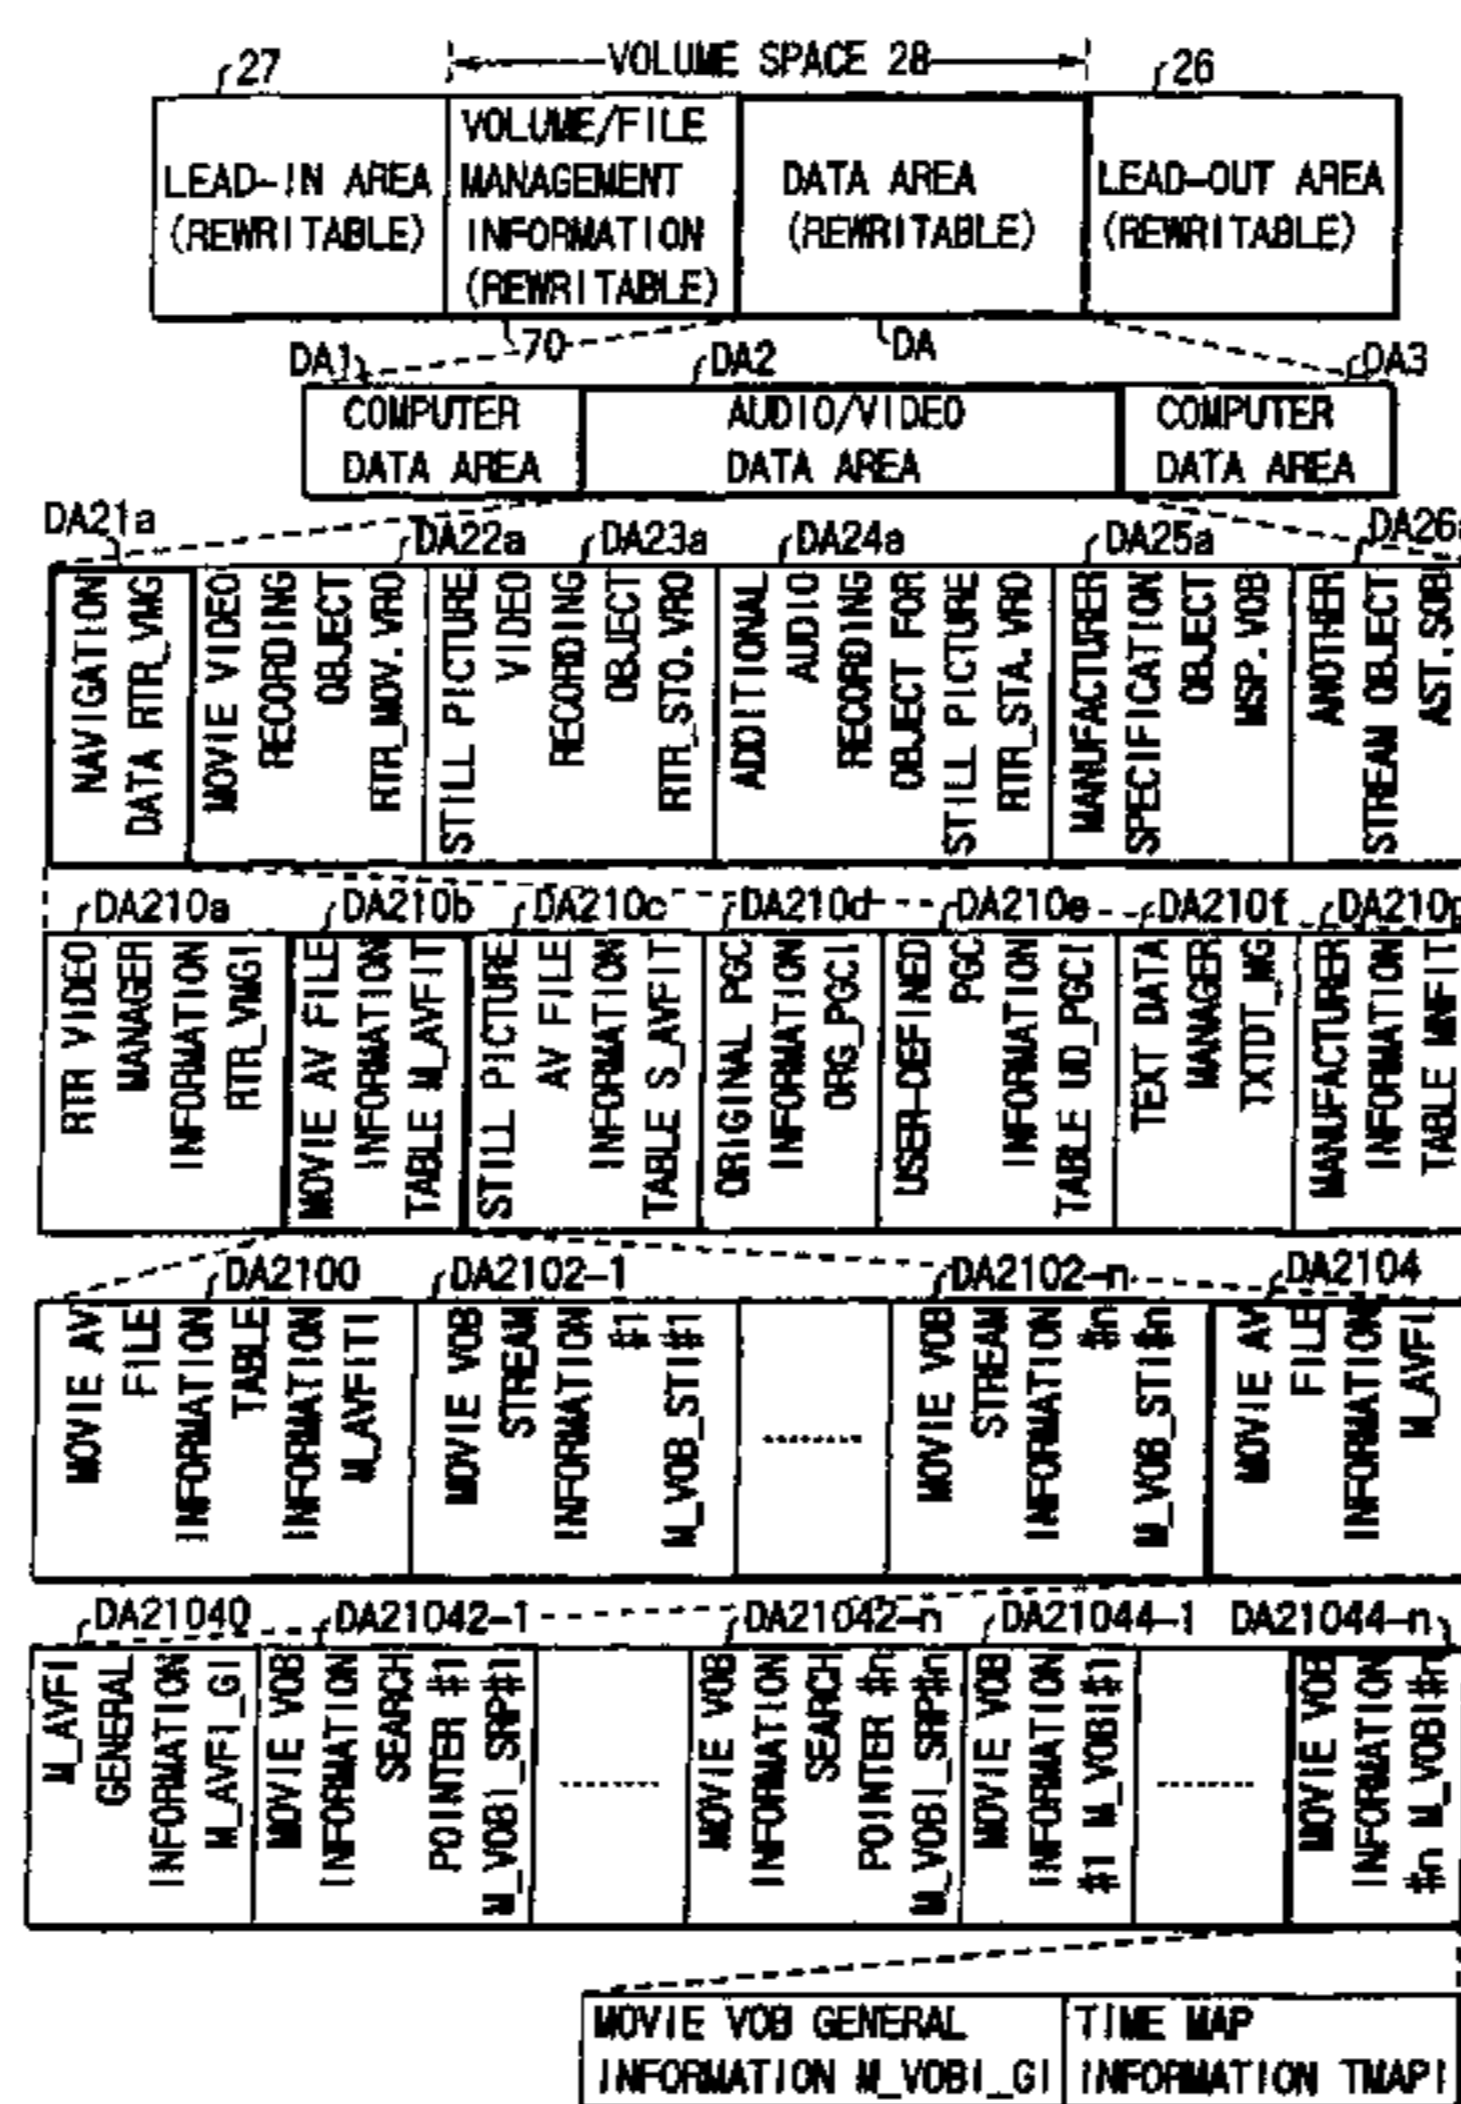 27
VOLUME SPACE 28
26
LEAD-IN AREA
(REWRITABLE)
VOLUME/FILE
MANAGEMENT
INFORMATION
(REWRITABLE)
DATA AREA
(REWRITABLE)
LEAD-OUT AREA
(REWRITABLE)
70
DA
DA1
DA2
DA3
COMPUTER
DATA AREA
AUDIO/VIDEO
DATA AREA
COMPUTER
DATA AREA
DA21a
DA22a
DA23a
DA24a
DA25a
DA26a
NAVIGATION
DATA RTR_VMG
MOVIE VIDEO
RECORDING
OBJECT
RTR_MOV.VRO
STILL PICTURE
VIDEO
RECORDING
OBJECT
RTR_STO.VRO
ADDITIONAL
AUDIO
RECORDING
OBJECT FOR
STILL PICTURE
RTR_STA.VRO
MANUFACTURER
SPECIFICATION
OBJECT
MSP.VOB
ANOTHER
STREAM OBJECT
AST.SOB
DA210a
DA210b
DA210c
DA210d
DA210e
DA210f
DA210g
RTR VIDEO
MANAGER
INFORMATION
RTR_VMGI
MOVIE AV FILE
INFORMATION
TABLE M_AVFIT
STILL PICTURE
AV FILE
INFORMATION
TABLE S_AVFIT
ORIGINAL PGC
INFORMATION
ORG_PGCI
USER-DEFINED
PGC
INFORMATION
TABLE UD_PGCI
TEXT DATA
MANAGER
TXTDT_MG
MANUFACTURER
INFORMATION
TABLE MNFIT
DA2100
DA2102-1
DA2102-n
DA2104
MOVIE AV
FILE
INFORMATION
TABLE
INFORMATION
M_AVFITI
MOVIE VOB
STREAM
INFORMATION
#1
M_VOB_STI#1
........
MOVIE VOB
STREAM
INFORMATION
#n
M_VOB_STI#n
MOVIE AV
FILE
INFORMATION
M_AVFI
DA21040
DA21042-1
DA21042-n
DA21044-1
DA21044-n
M_AVFI
GENERAL
INFORMATION
M_AVFI_GI
MOVIE VOB
INFORMATION
SEARCH
POINTER #1
M_VOBI_SRP#1
........
MOVIE VOB
INFORMATION
SEARCH
POINTER #n
M_VOBI_SRP#n
MOVIE VOB
INFORMATION
#1 M_VOBI#1
........
MOVIE VOB
INFORMATION
#n M_VOBI#n
MOVIE VOB GENERAL
INFORMATION M_VOBI_GI
TIME MAP
INFORMATION TMAPI